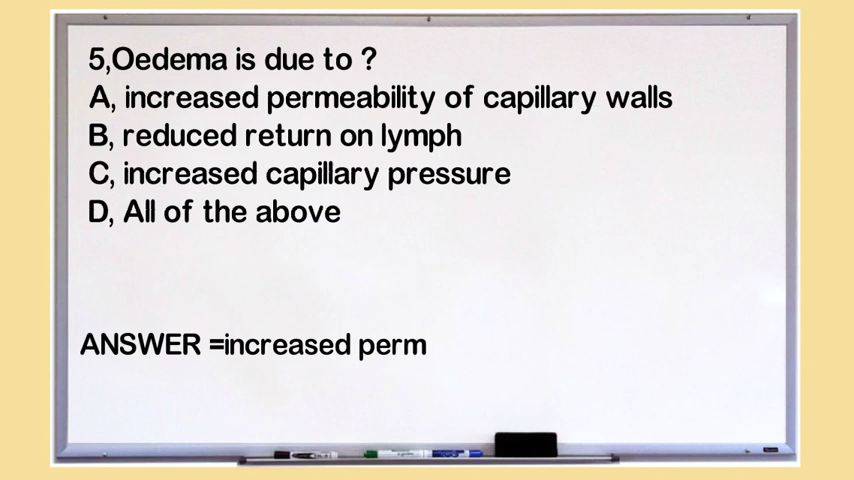 5,Oedema is due to ?
A, increased permeability of capillary walls
B, reduced return on lymph
C, increased capillary pressure
D, All of the above
ANSWER =increased perm